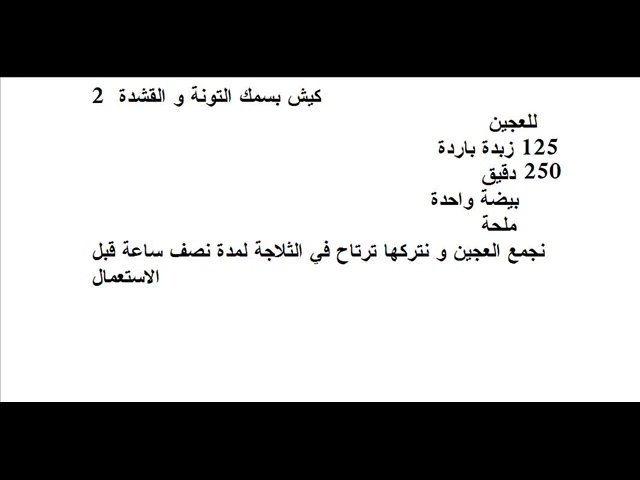 كيش بسمك التونة و القشدة 2
للعجين
125 زبدة باردة
250 دقيق
بيضة واحدة
ملحة
نجمع العجين و نتركها ترتاح في الثلاجة لمدة نصف ساعة قبل
الاستعمال